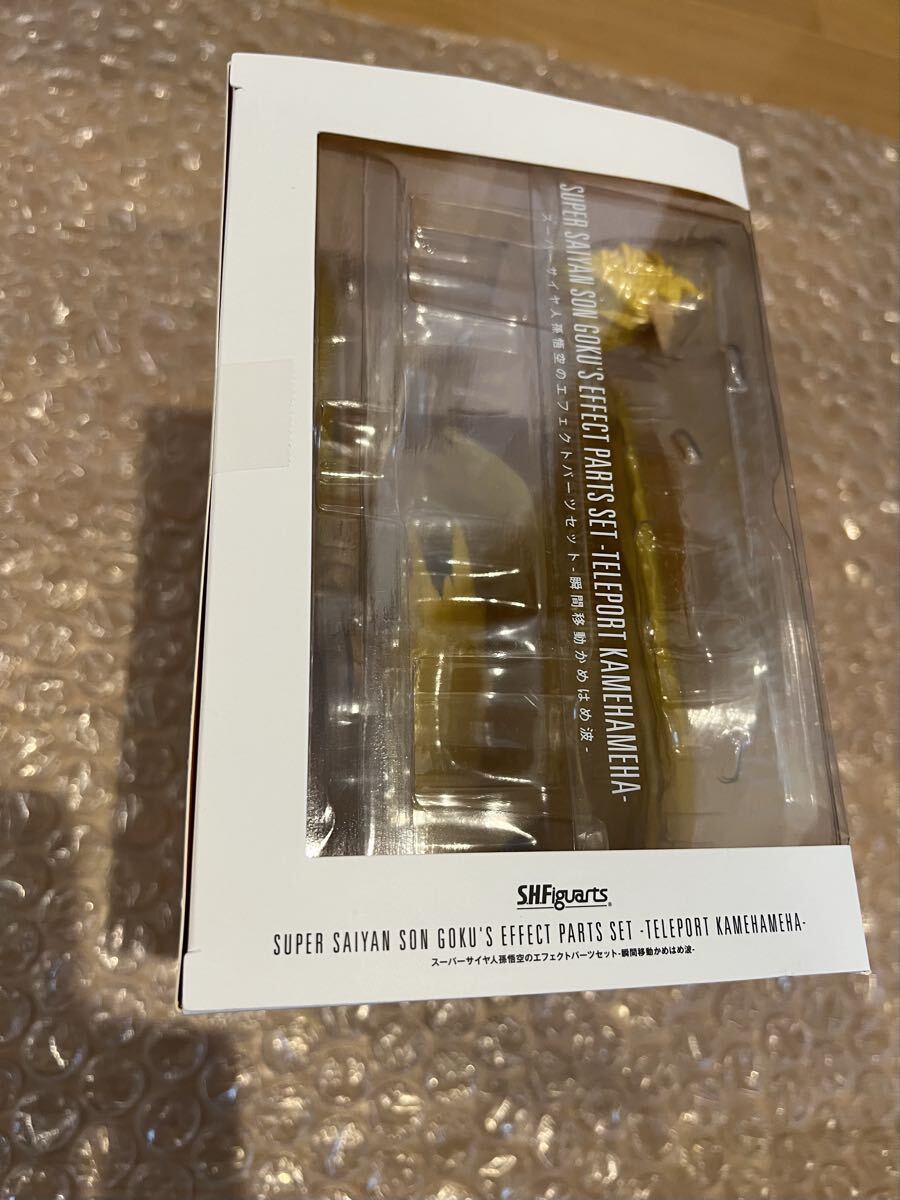 SUPER SAIYAN SON GOKU'S EFFECT PARTS SET -TELEPORT KAMEHAMEHA-
スーパーサイヤ人孫悟空のエフェクトパーツセット-瞬間移動かめはめ波-
S.H.Figuarts®
SUPER SAIYAN SON GOKU'S EFFECT PARTS SET -TELEPORT KAMEHAMEHA-
スーパーサイヤ人孫悟空のエフェクトパーツセット-瞬間移動かめはめ波-